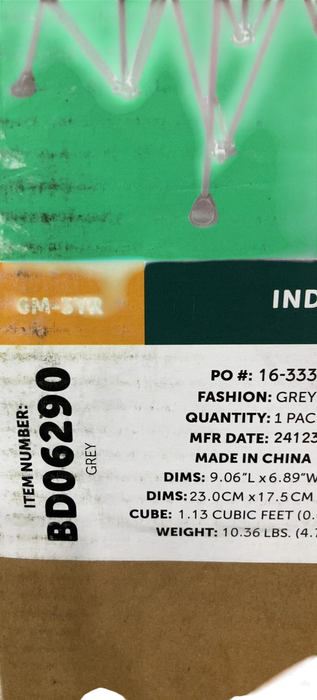 IND
PO #: 16-333
FASHION: GREY
QUANTITY: 1 PAC
MFR DATE: 24123
MADE IN CHINA
DIMS: 9.06"L x 6.89"W
DIMS: 23.0CM x 17.5CM
CUBE: 1.13 CUBIC FEET (0.
WEIGHT: 10.36 LBS. (4.7
ITEM NUMBER:
BD06290
GREY